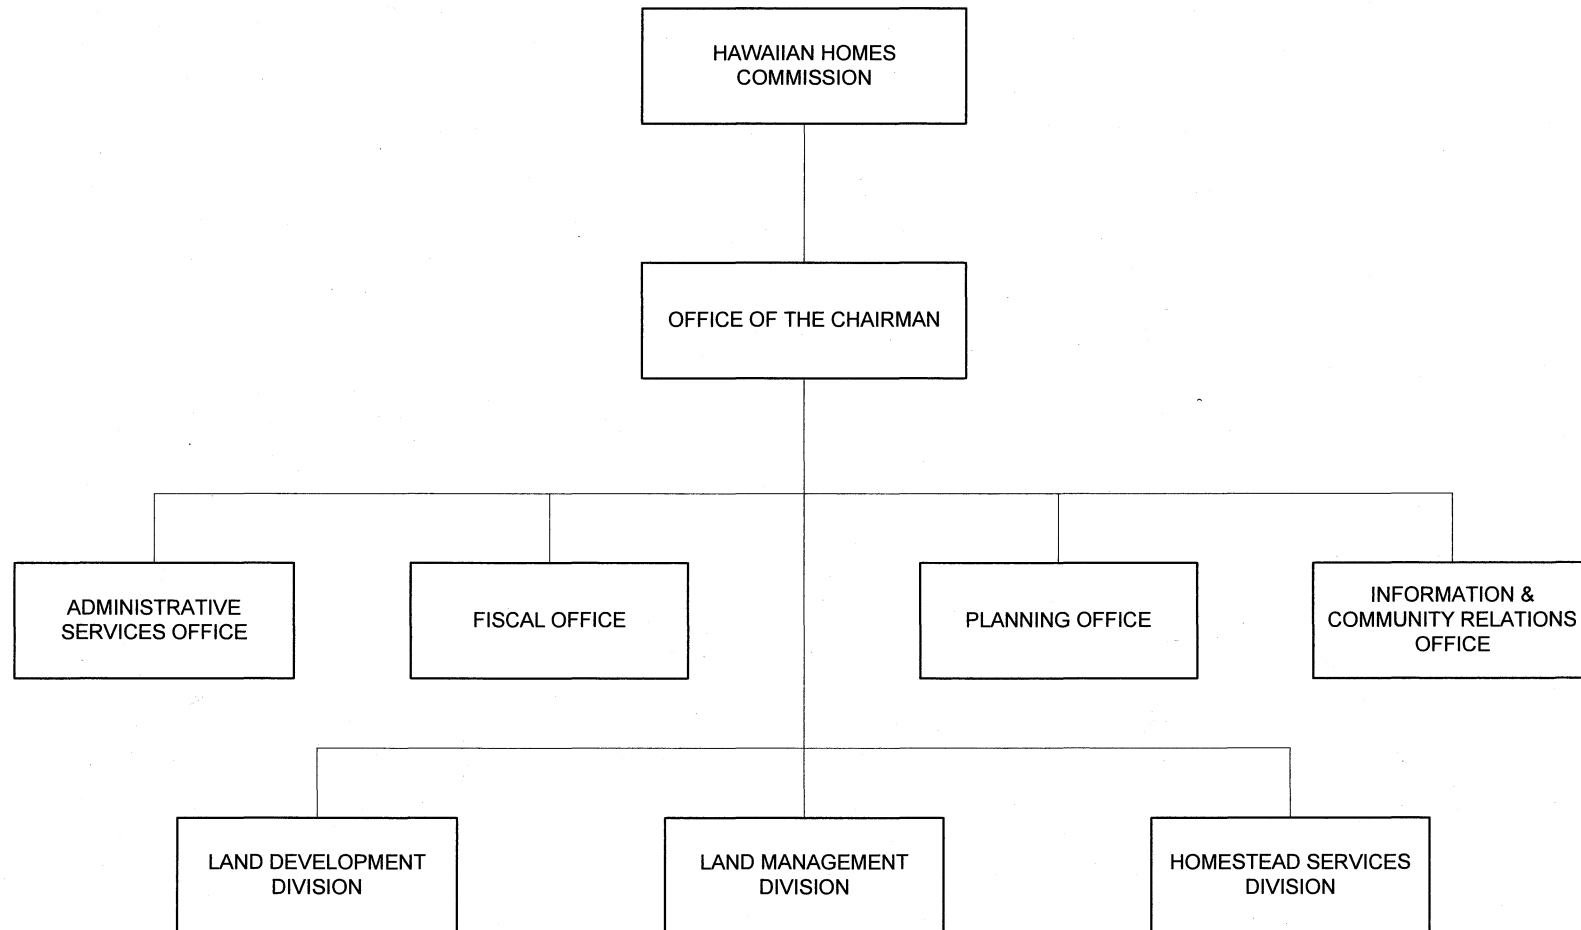 HAWAIIAN HOMES
COMMISSION
OFFICE OF THE CHAIRMAN
ADMINISTRATIVE
SERVICES OFFICE
FISCAL OFFICE
PLANNING OFFICE
INFORMATION &
COMMUNITY RELATIONS
OFFICE
LAND DEVELOPMENT
DIVISION
LAND MANAGEMENT
DIVISION
HOMESTEAD SERVICES
DIVISION